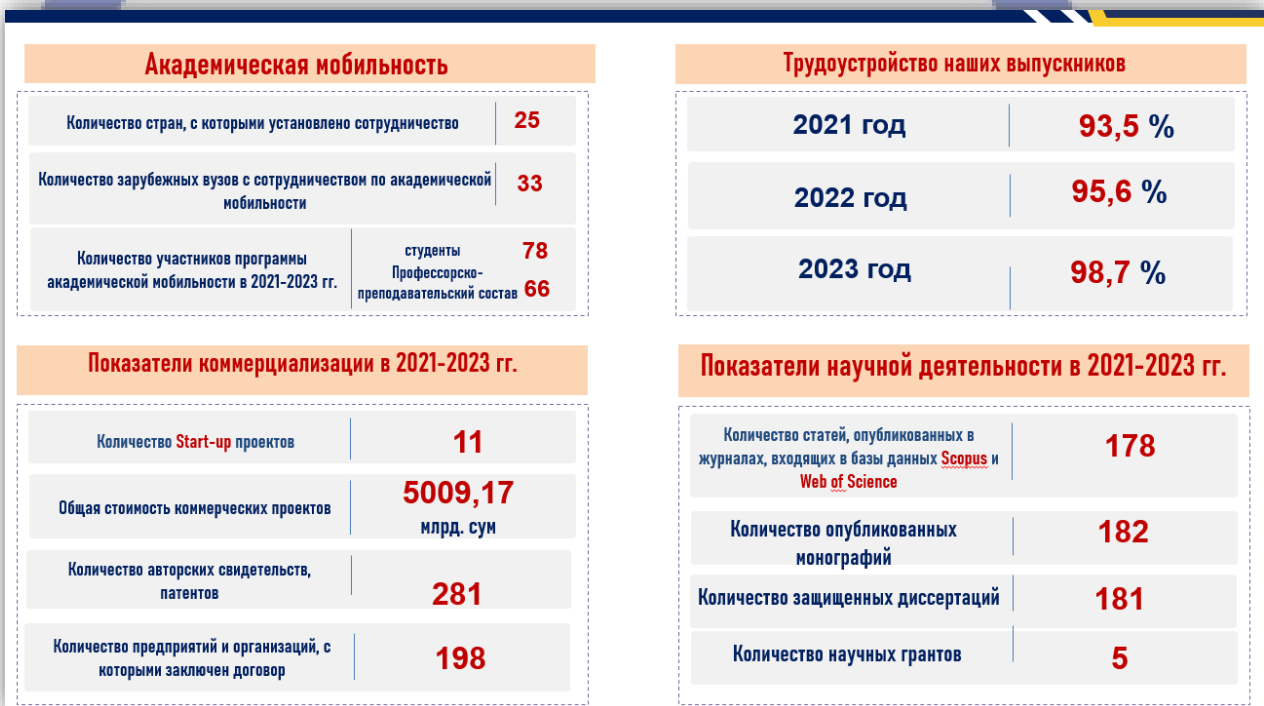 Академическая мобильность
Количество стран, с которыми установлено сотрудничество
25
Количество зарубежных вузов с сотрудничеством по академической
мобильности
33
Количество участников программы
академической мобильности в 2021-2023 гг.
студенты
78
Профессорско-
преподавательский состав
66
Трудоустройство наших выпускников
2021 год
93,5 %
2022 год
95,6 %
2023 год
98,7 %
Показатели коммерциализации в 2021-2023 гг.
Количество Start-up проектов
11
Общая стоимость коммерческих проектов
5009,17
млрд. сум
Количество авторских свидетельств,
патентов
281
Количество предприятий и организаций, с
которыми заключен договор
198
Показатели научной деятельности в 2021-2023 гг.
Количество статей, опубликованных в
журналах, входящих в базы данных Scopus и
Web of Science
178
Количество опубликованных
монографий
182
Количество защищенных диссертаций
181
Количество научных грантов
5